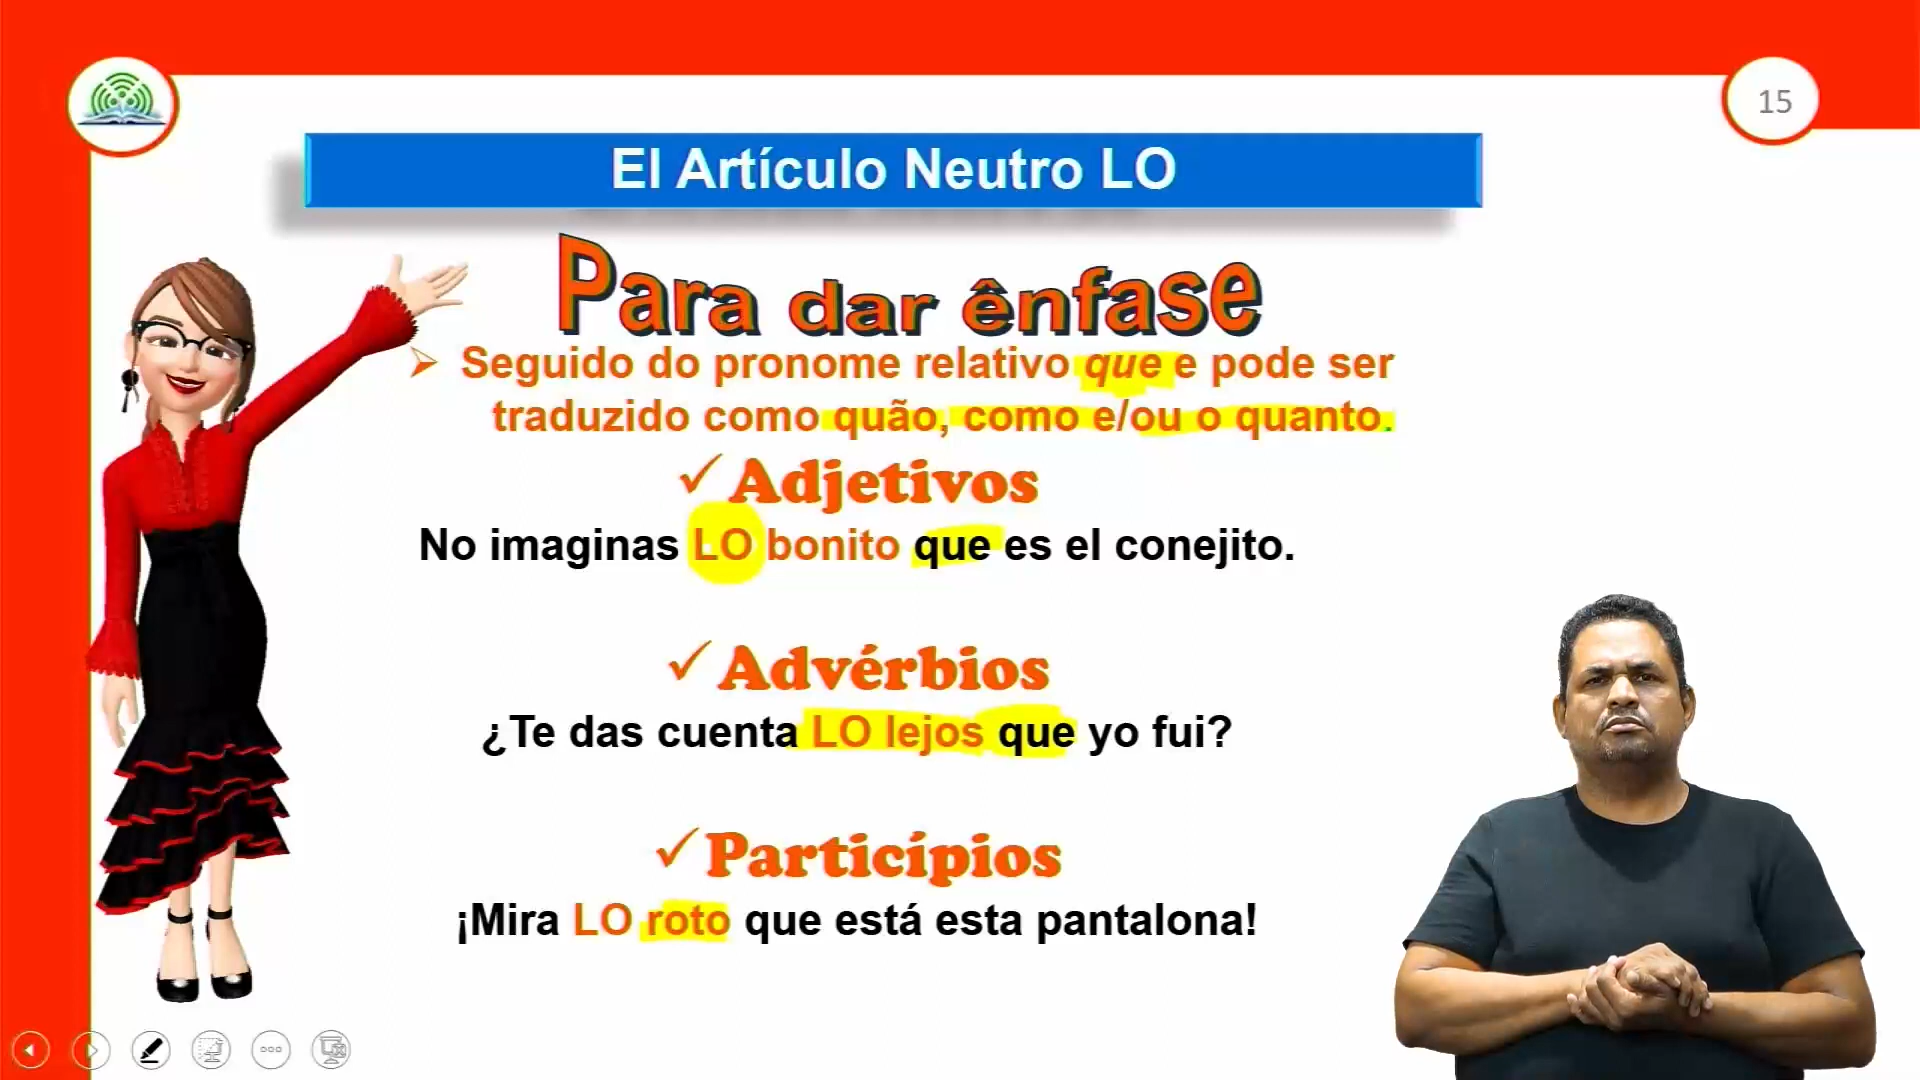 15
El Artículo Neutro LO
Para dar ênfase
Seguido do pronome relativo que e pode ser
traduzido como quão, como e/ou o quanto.
Adjetivos
No imaginas LO bonito que es el conejito.
Advérbios
¿Te das cuenta LO lejos que yo fui?
Particípios
¡Mira LO roto que está esta pantalona!